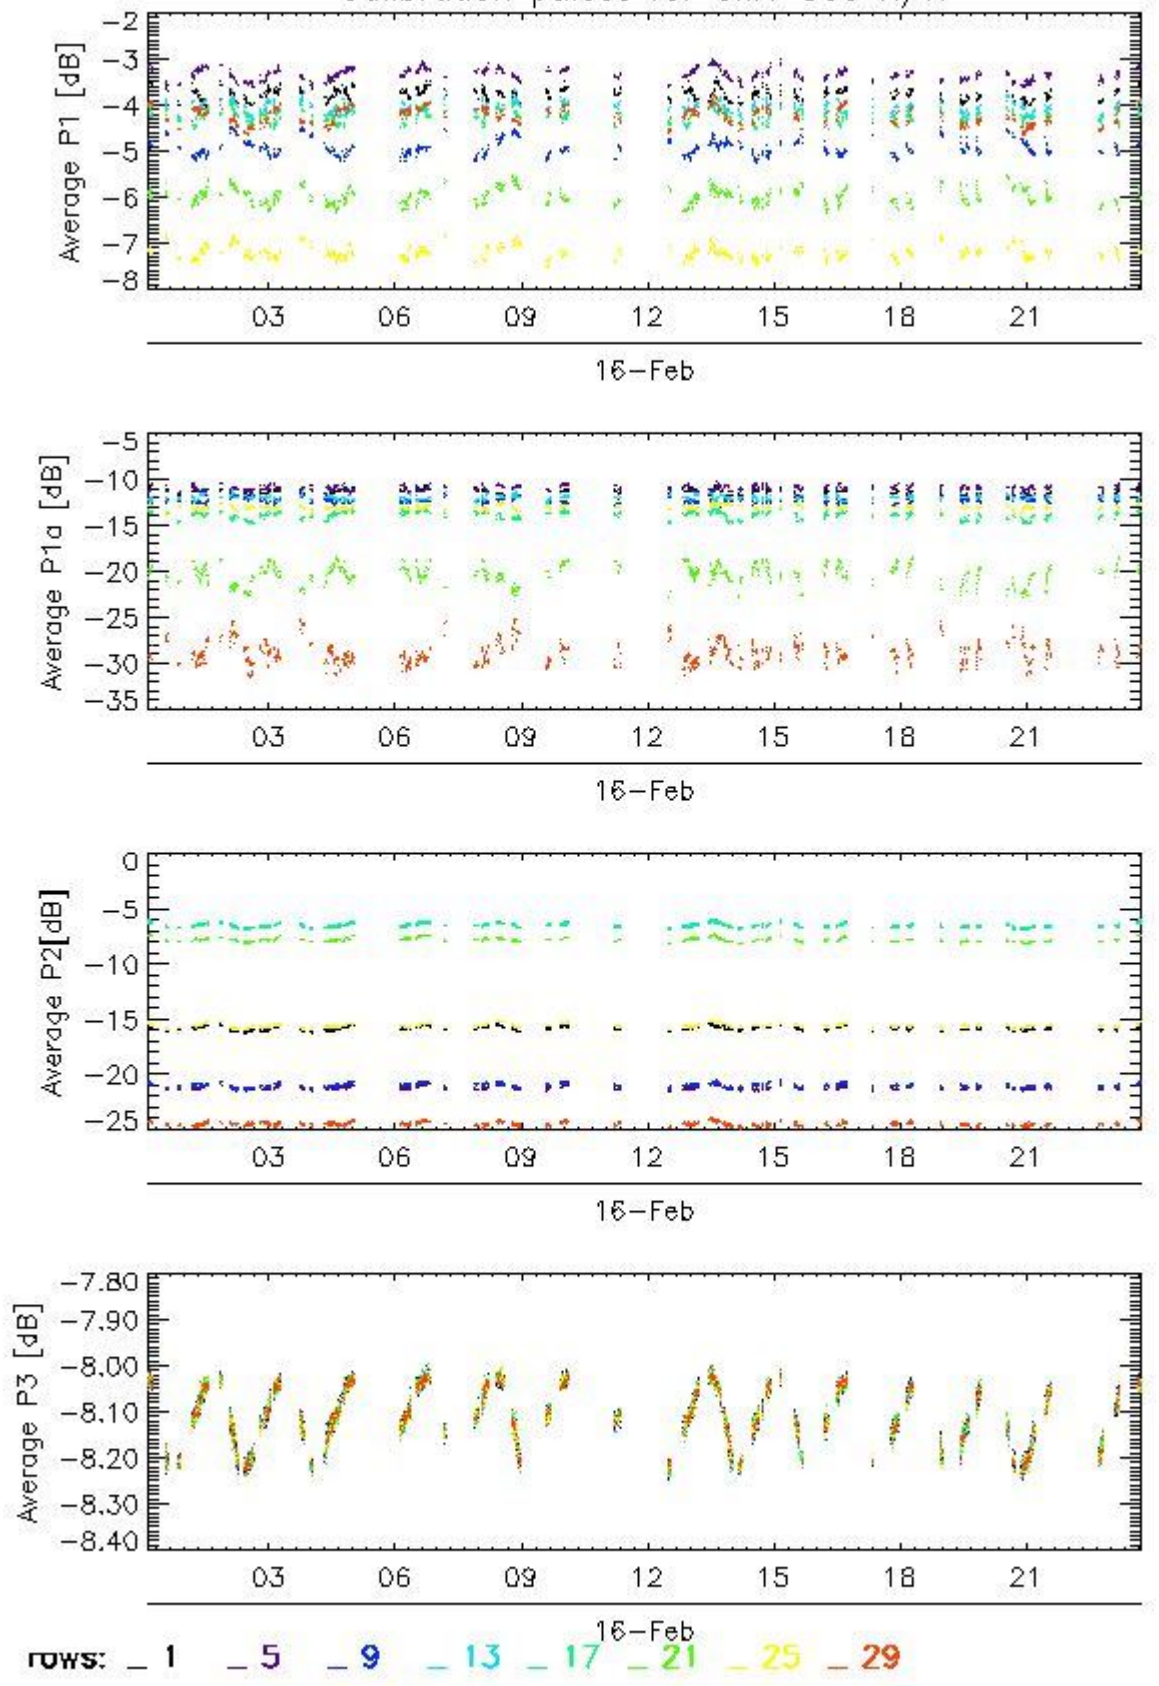 -2
-3
-4
-5
-6
-7
-8
Average P1 [dB]
03 06 09 12 15 18 21
16-Feb
-5
-10
-15
-20
-25
-30
-35
Average P1a [dB]
03 06 09 12 15 18 21
16-Feb
0
-5
-10
-15
-20
-25
Average P2[dB]
03 06 09 12 15 18 21
16-Feb
-7.80
-7.90
-8.00
-8.10
-8.20
-8.30
-8.40
Average P3 [dB]
03 06 09 12 15 18 21
16-Feb
rows: _ 1 _ 5 _ 9 _ 13 _ 17 _ 21 _ 25 _ 29